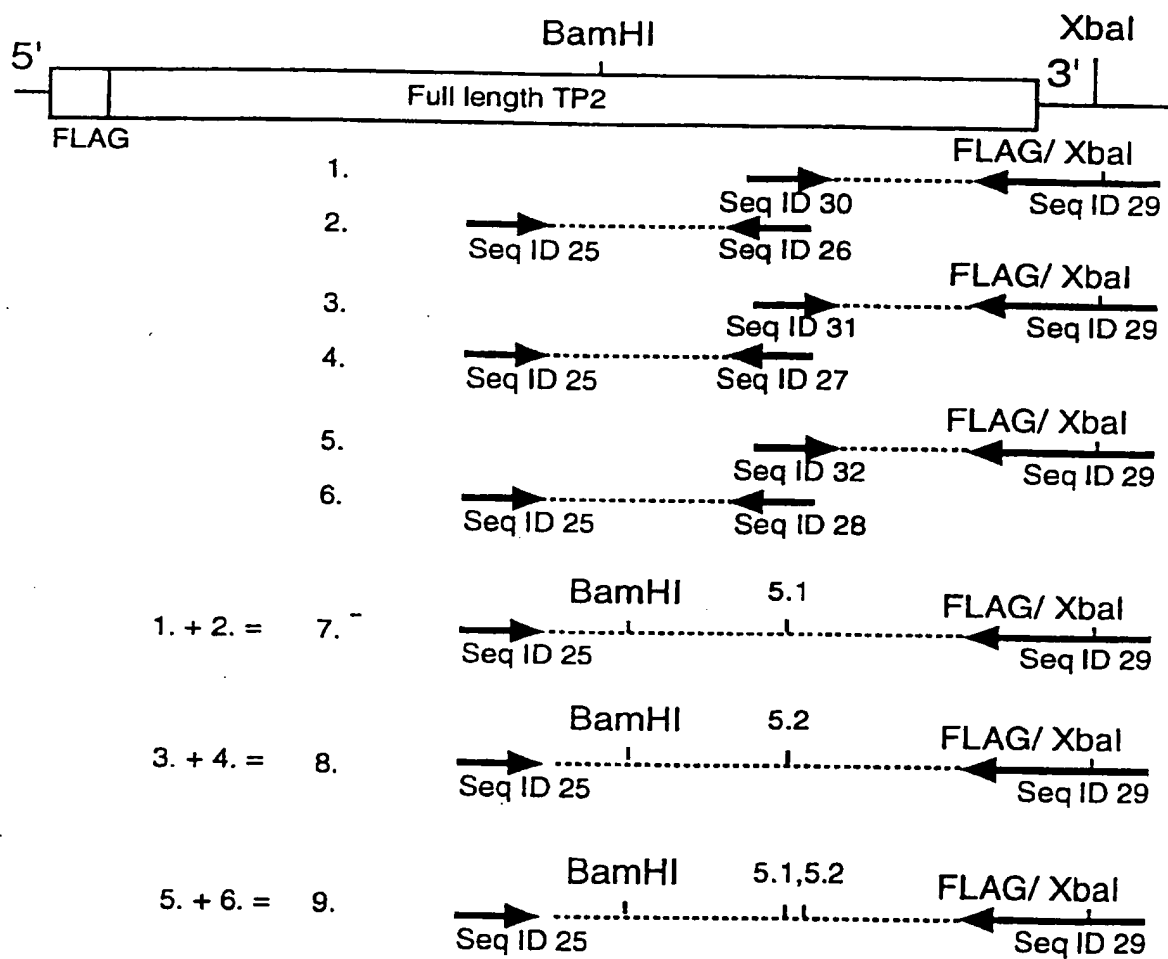 BamHI
XbaI
5'
3'
Full length TP2
FLAG
FLAG/ XbaI
1.
Seq ID 30
Seq ID 29
2.
Seq ID 25
Seq ID 26
FLAG/ XbaI
3.
Seq ID 31
Seq ID 29
4.
Seq ID 25
Seq ID 27
FLAG/ XbaI
5.
Seq ID 32
Seq ID 29
6.
Seq ID 25
Seq ID 28
BamHI 5.1 FLAG/ XbaI
1. + 2. = 7.
Seq ID 25 Seq ID 29
BamHI 5.2 FLAG/ XbaI
3. + 4. = 8.
Seq ID 25 Seq ID 29
BamHI 5.1,5.2 FLAG/ XbaI
5. + 6. = 9.
Seq ID 25 Seq ID 29